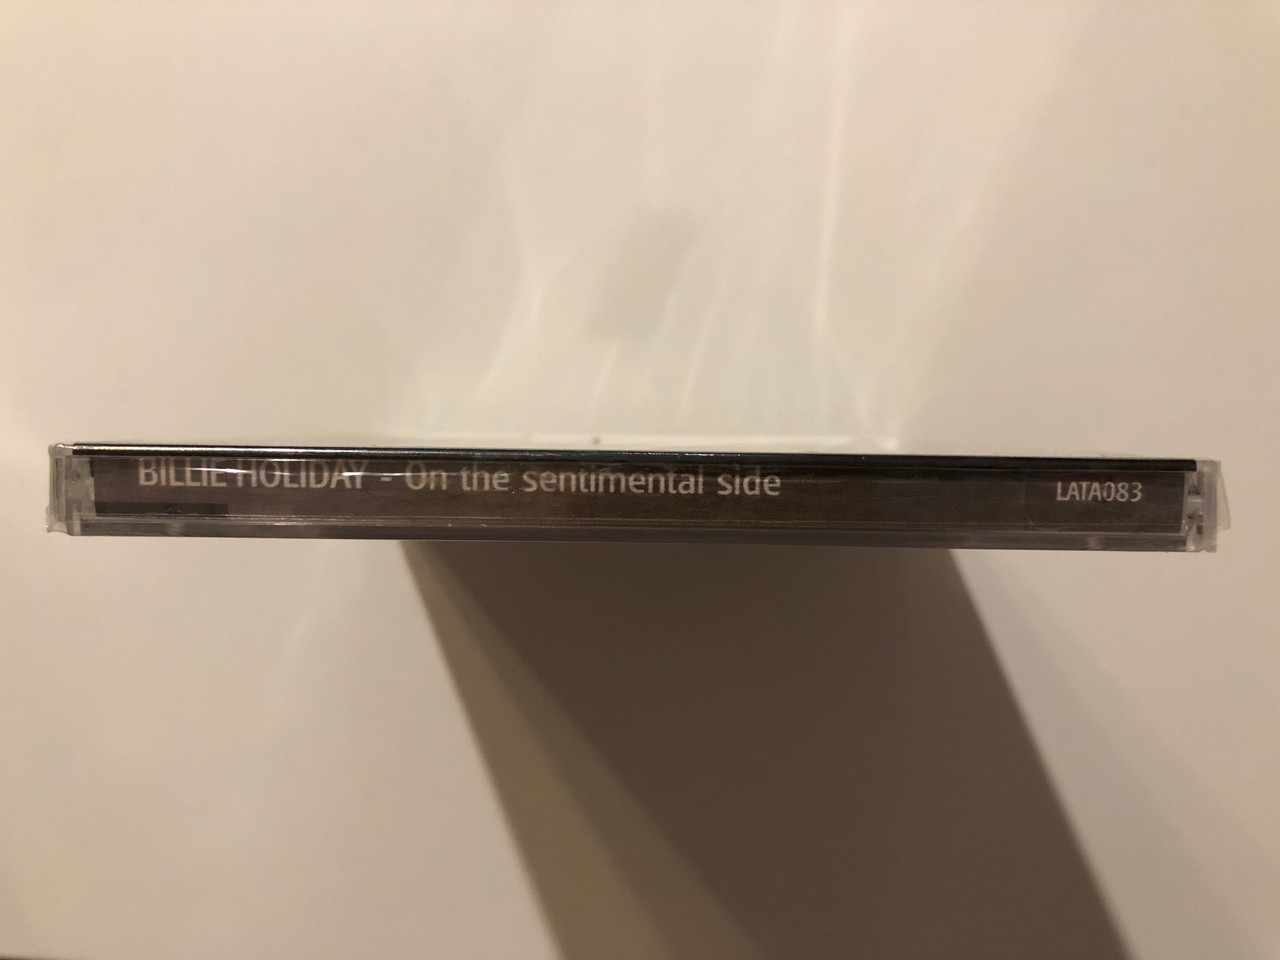 BILLIE HOLIDAY - On the sentimental side LATA083